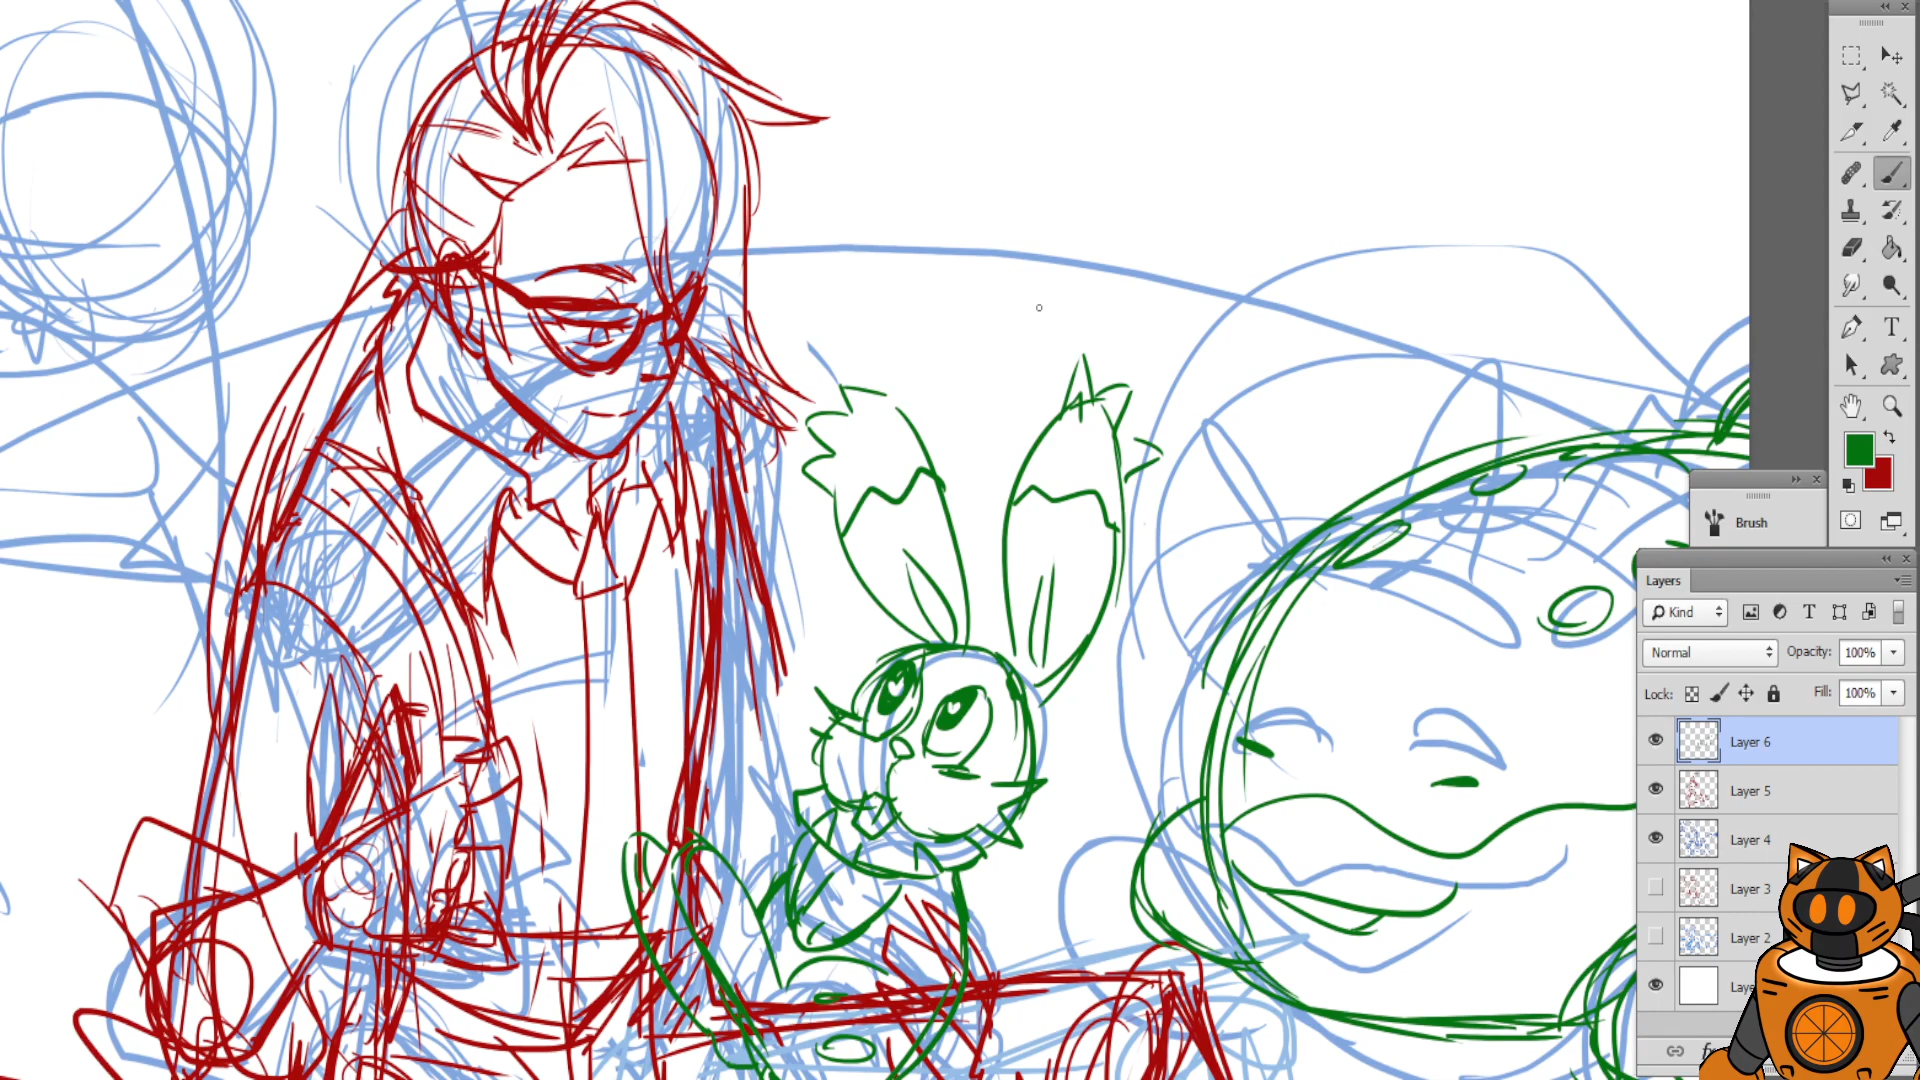 T
Brush
Layers
Kind
T
Normal
Opacity:
100%
Lock:
Fill:
100%
Layer 6
Layer 5
Layer 4
Layer 3
Layer 2
fx